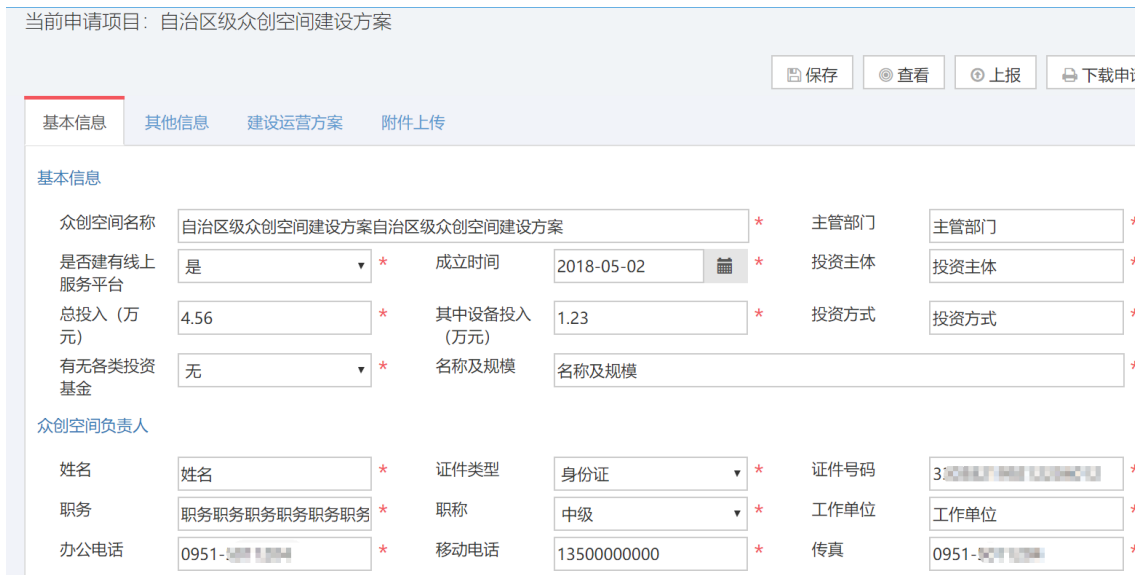 当前申请项目：自治区级众创空间建设方案
保存 查看 上报 下载申
基本信息 其他信息 建设运营方案 附件上传
基本信息
众创空间名称 自治区级众创空间建设方案自治区级众创空间建设方案 * 主管部门 主管部门 *
是否建有线上服务平台 是 * 成立时间 2018-05-02 * 投资主体 投资主体 *
总投入（万元） 4.56 * 其中设备投入（万元） 1.23 * 投资方式 投资方式 *
有无各类投资基金 无 * 名称及规模 名称及规模 *
众创空间负责人
姓名 姓名 * 证件类型 身份证 * 证件号码 *
职务 职务职务职务职务职务职务 * 职称 中级 * 工作单位 工作单位 *
办公电话 0951- * 移动电话 13500000000 * 传真 0951- *